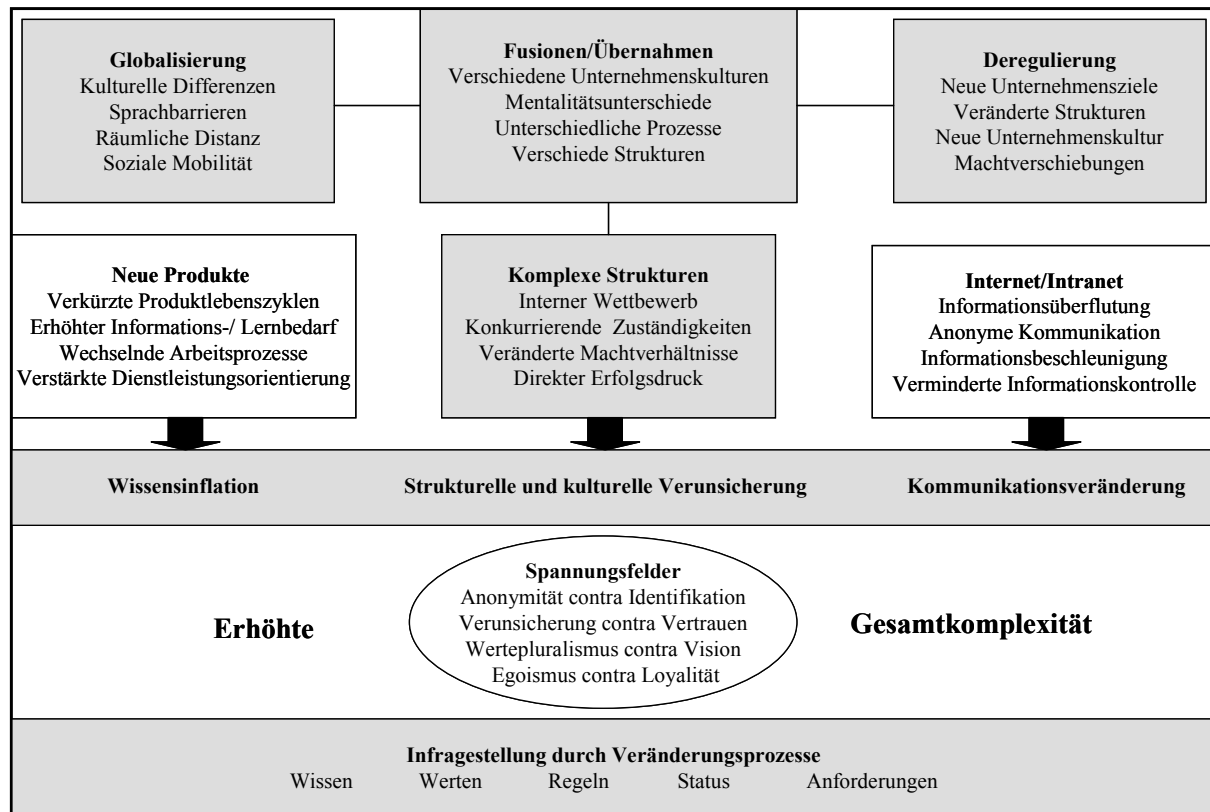 Globalisierung
Kulturelle Differenzen
Sprachbarrieren
Räumliche Distanz
Soziale Mobilität
Fusionen/Übernahmen
Verschiedene Unternehmenskulturen
Mentalitätsunterschiede
Unterschiedliche Prozesse
Verschiede Strukturen
Deregulierung
Neue Unternehmensziele
Veränderte Strukturen
Neue Unternehmenskultur
Machtverschiebungen
Neue Produkte
Verkürzte Produktlebenszyklen
Erhöhter Informations-/ Lernbedarf
Wechselnde Arbeitsprozesse
Verstärkte Dienstleistungsorientierung
Komplexe Strukturen
Interner Wettbewerb
Konkurrierende Zuständigkeiten
Veränderte Machtverhältnisse
Direkter Erfolgsdruck
Internet/Intranet
Informationsüberflutung
Anonyme Kommunikation
Informationsbeschleunigung
Verminderte Informationskontrolle
Wissensinflation
Strukturelle und kulturelle Verunsicherung
Kommunikationsveränderung
Erhöhte
Spannungsfelder
Anonymität contra Identifikation
Verunsicherung contra Vertrauen
Wertepluralismus contra Vision
Egoismus contra Loyalität
Gesamtkomplexität
Infragestellung durch Veränderungsprozesse
Wissen Werten Regeln Status Anforderungen